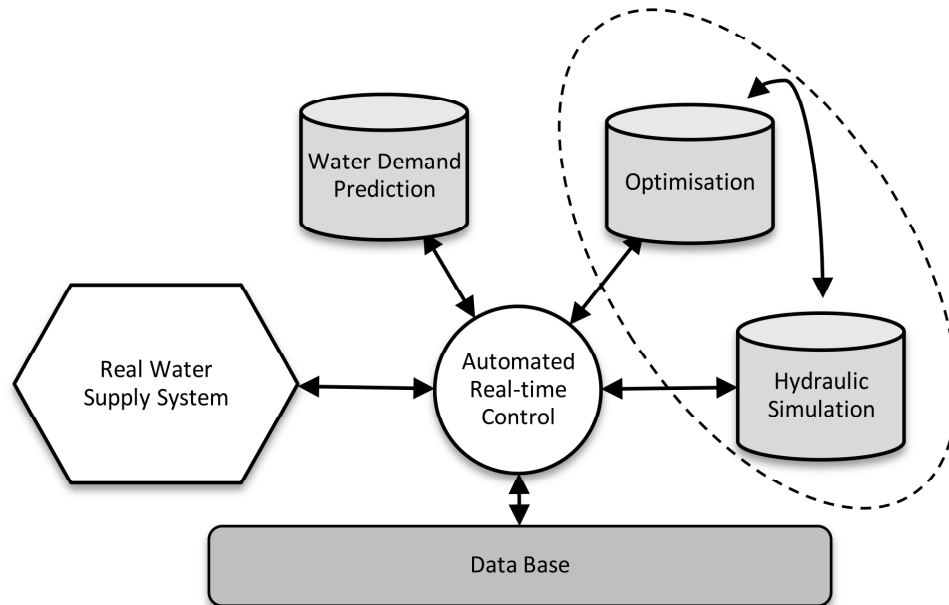 Water Demand
Prediction
Optimisation
Real Water
Supply System
Automated
Real-time
Control
Hydraulic
Simulation
Data Base